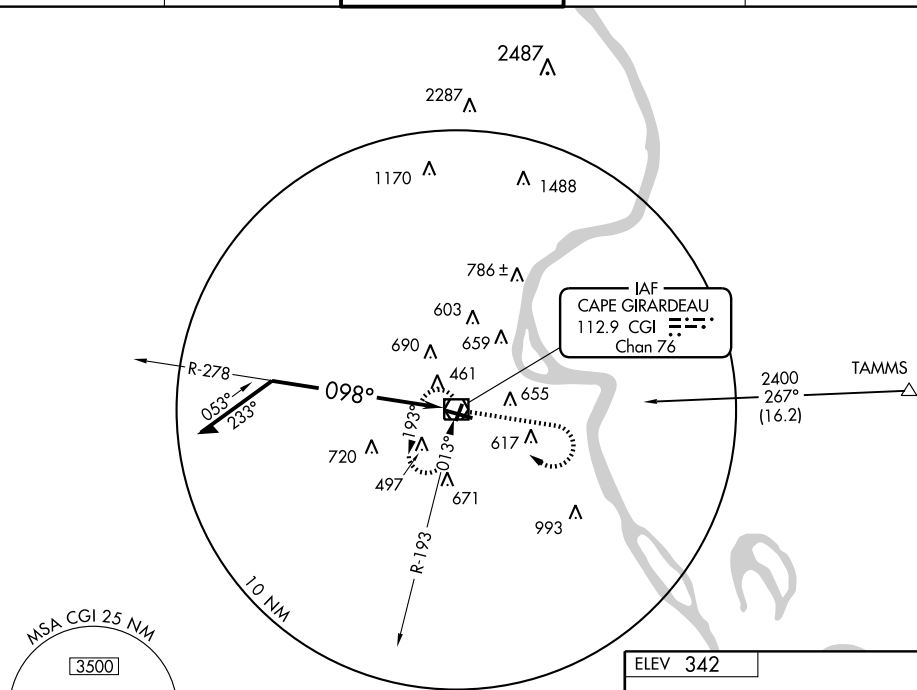 2487
2287
1170
1488
786 ±
603
659
690
461
IAF
CAPE GIRARDEAU
112.9 CGI
Chan 76
R-278
098°
053°
233°
193°
013°
655
617
720
497
671
993
2400
267°
(16.2)
TAMMS
R-193
10 NM
MSA CGI 25 NM
3500
ELEV 342